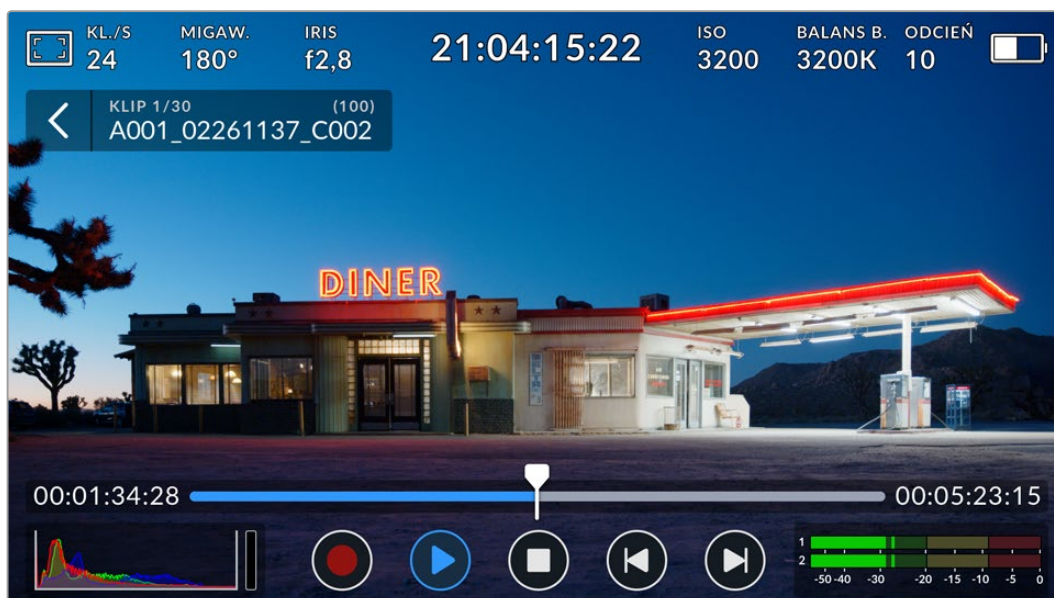 KL./S MIGAW. IRIS 21:04:15:22 ISO BALANS B. ODCIEŃ
24 180° f2,8 3200 3200K 10
KLIP 1/30 (100)
A001_02261137_C002
DINER
00:01:34:28 00:05:23:15
1
2
-50 -40 -30 -20 -15 -10 -5 0